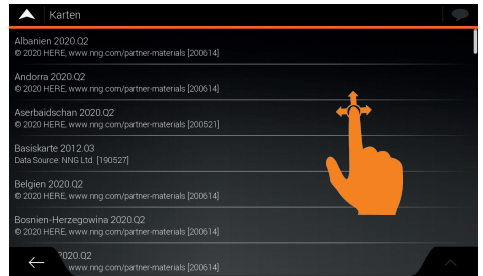 Karten
Albanien 2020.Q2
© 2020 HERE, www.nng.com/partner-materials [200614]
Andorra 2020.Q2
© 2020 HERE, www.nng.com/partner-materials [200614]
Aserbaidschan 2020.Q2
© 2020 HERE, www.nng.com/partner-materials [200521]
Basiskarte 2012.03
Data Source: NNG Ltd. [190527]
Belgien 2020.Q2
© 2020 HERE, www.nng.com/partner-materials [200614]
Bosnien-Herzegowina 2020.Q2
© 2020 HERE, www.nng.com/partner-materials [200614]
2020.Q2
www.nng.com/partner-materials [200614]